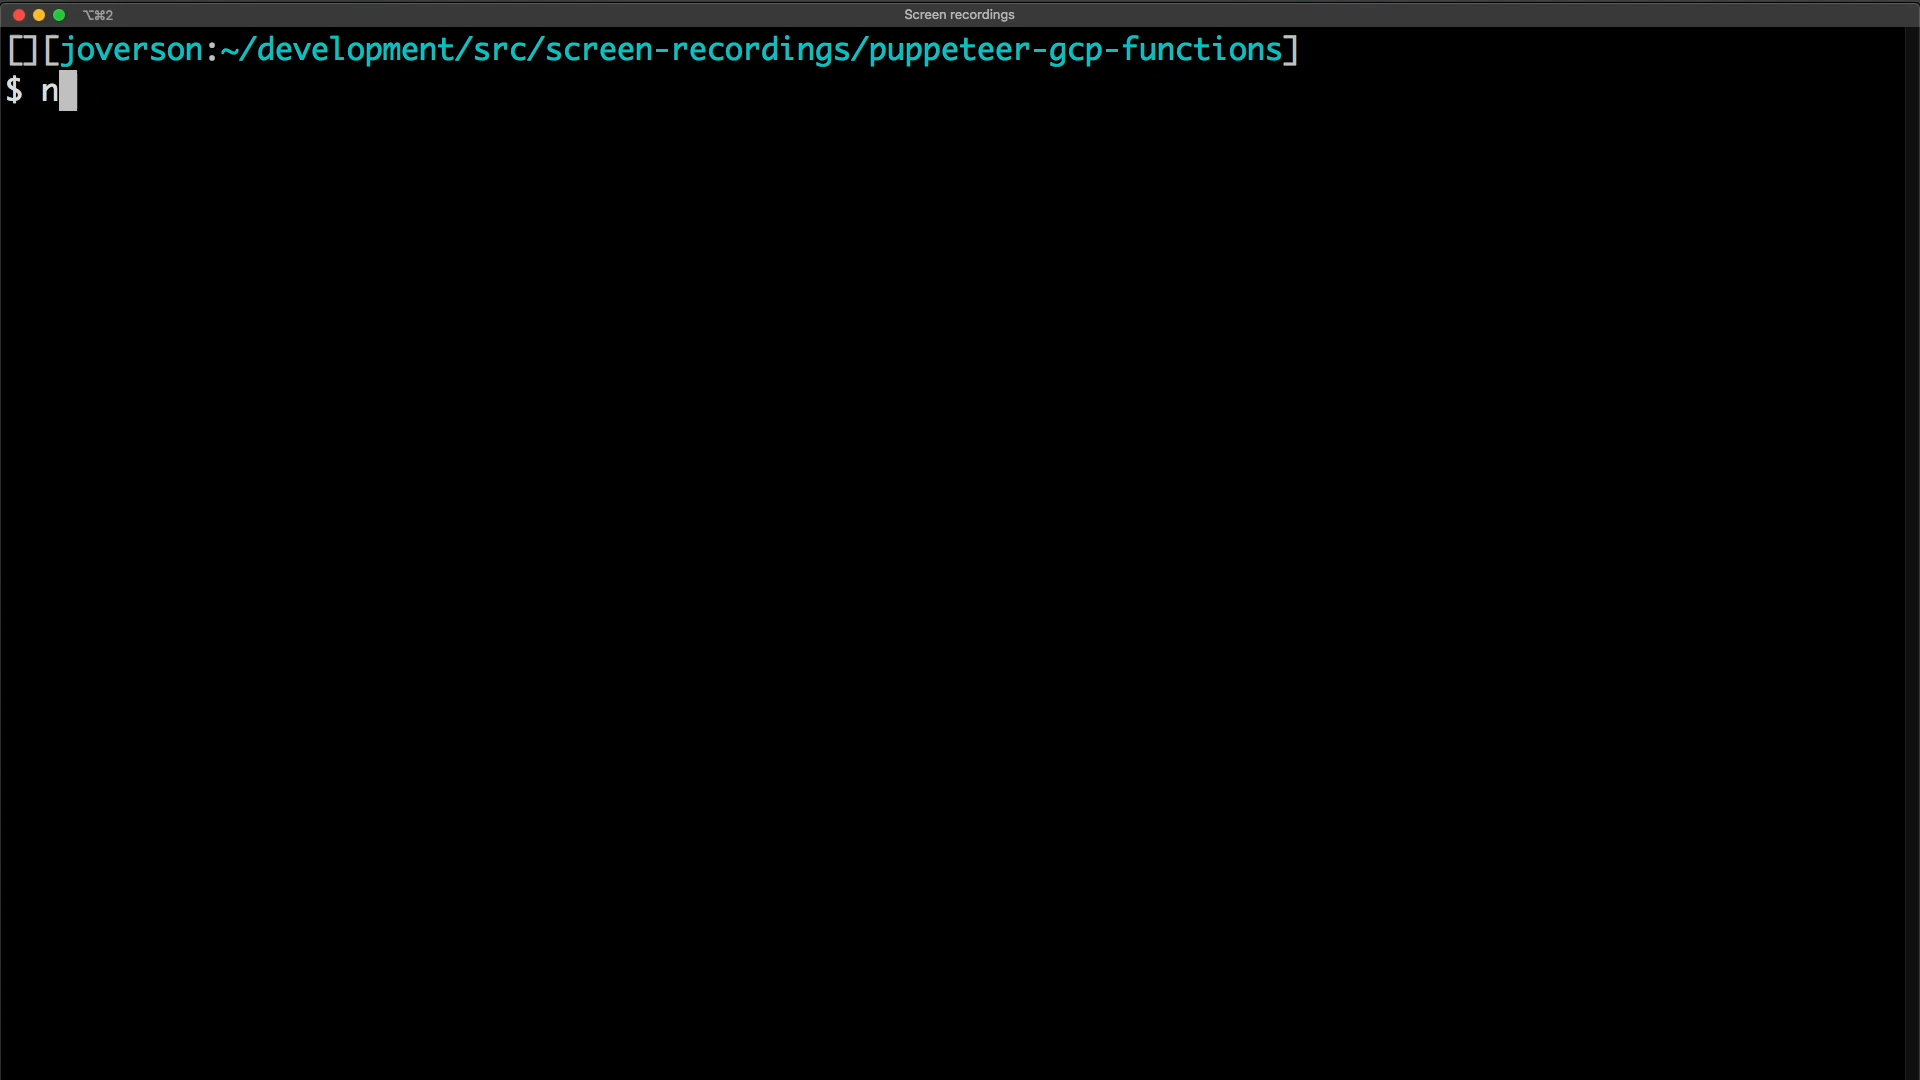 ⌥⌘2 Screen recordings
[][joverson:~/development/src/screen-recordings/puppeteer-gcp-functions]
$ n